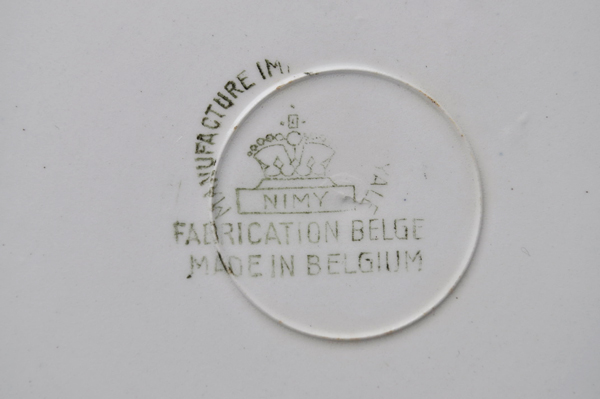 MANUFACTURE IM
NIMY
FABRICATION BELGE
MADE IN BELGIUM